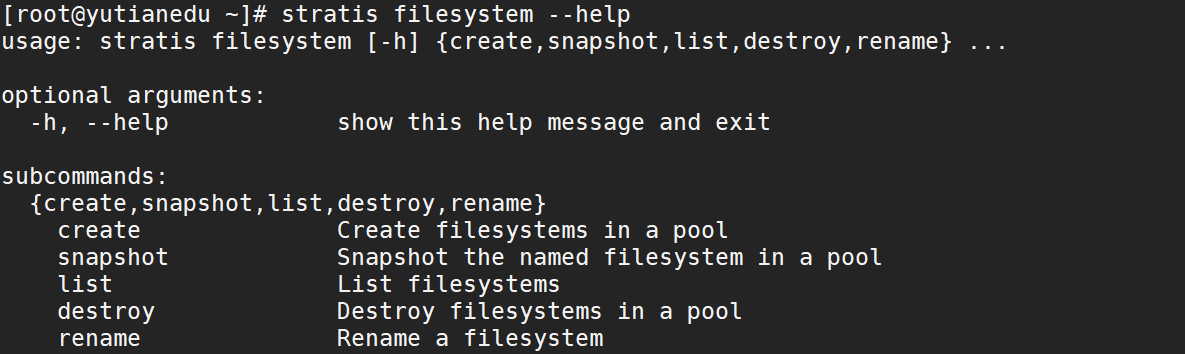 [root@yutianedu ~]# stratis filesystem --help
usage: stratis filesystem [-h] {create,snapshot,list,destroy,rename} ...
optional arguments:
-h, --help show this help message and exit
subcommands:
{create,snapshot,list,destroy,rename}
create Create filesystems in a pool
snapshot Snapshot the named filesystem in a pool
list List filesystems
destroy Destroy filesystems in a pool
rename Rename a filesystem